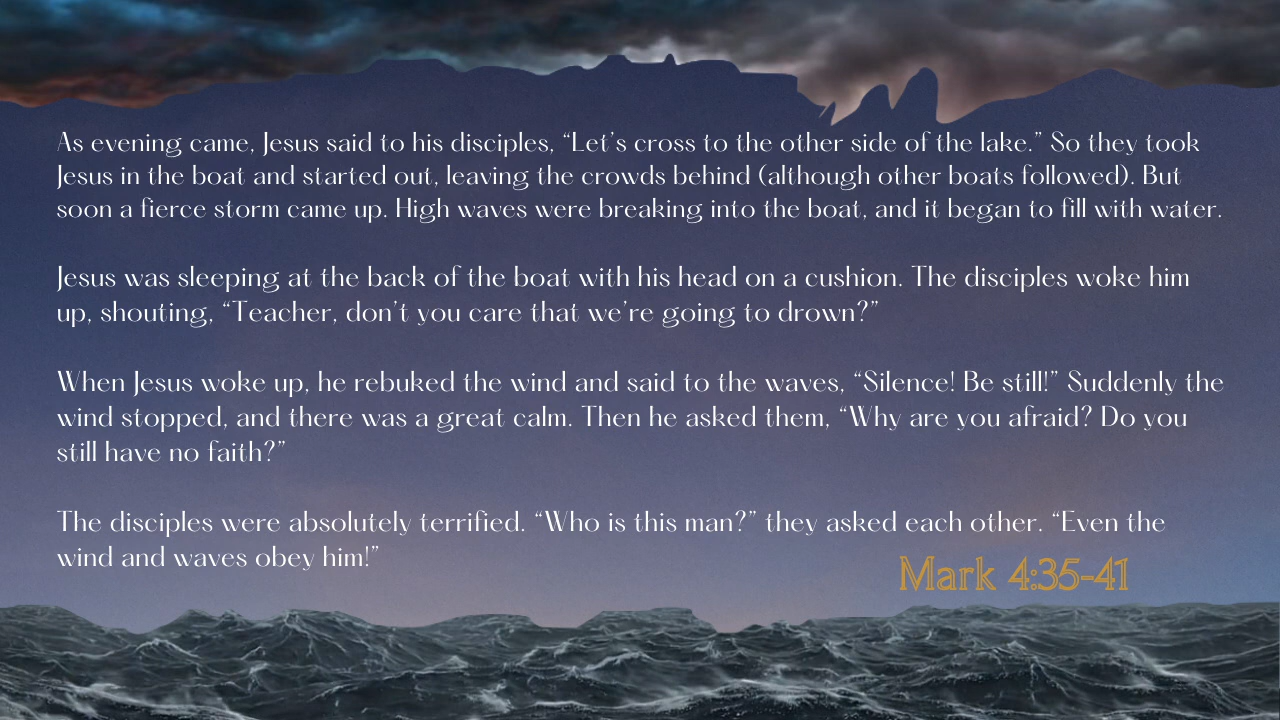 As evening came, Jesus said to his disciples, “Let’s cross to the other side of the lake.” So they took
Jesus in the boat and started out, leaving the crowds behind (although other boats followed). But
soon a fierce storm came up. High waves were breaking into the boat, and it began to fill with water.
Jesus was sleeping at the back of the boat with his head on a cushion. The disciples woke him
up, shouting, “Teacher, don’t you care that we’re going to drown?”
When Jesus woke up, he rebuked the wind and said to the waves, “Silence! Be still!” Suddenly the
wind stopped, and there was a great calm. Then he asked them, “Why are you afraid? Do you
still have no faith?”
The disciples were absolutely terrified. “Who is this man?” they asked each other. “Even the
wind and waves obey him!”
Mark 4:35-41